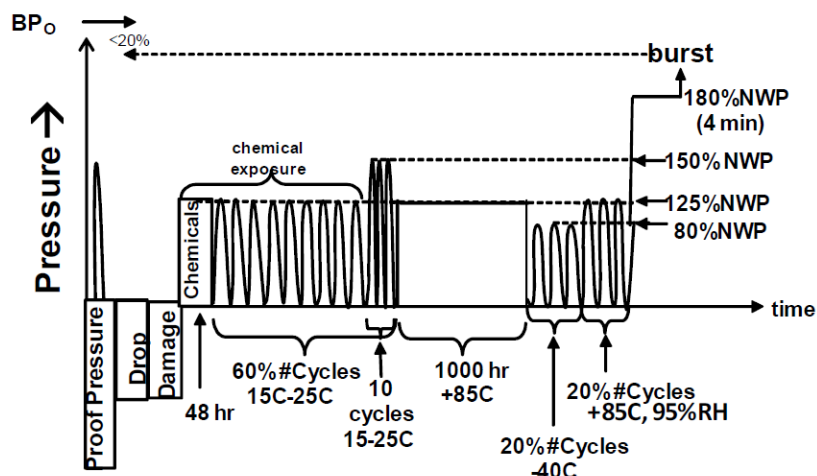 BPO
<20%
burst
180%NWP
(4 min)
chemical
exposure
150%NWP
125%NWP
80%NWP
Pressure →
Chemicals
time
Proof Pressure
Drop
Damage
48 hr
60%#Cycles
15C-25C
10
cycles
15-25C
1000 hr
+85C
20%#Cycles
+85C, 95%RH
20%#Cycles
-40C